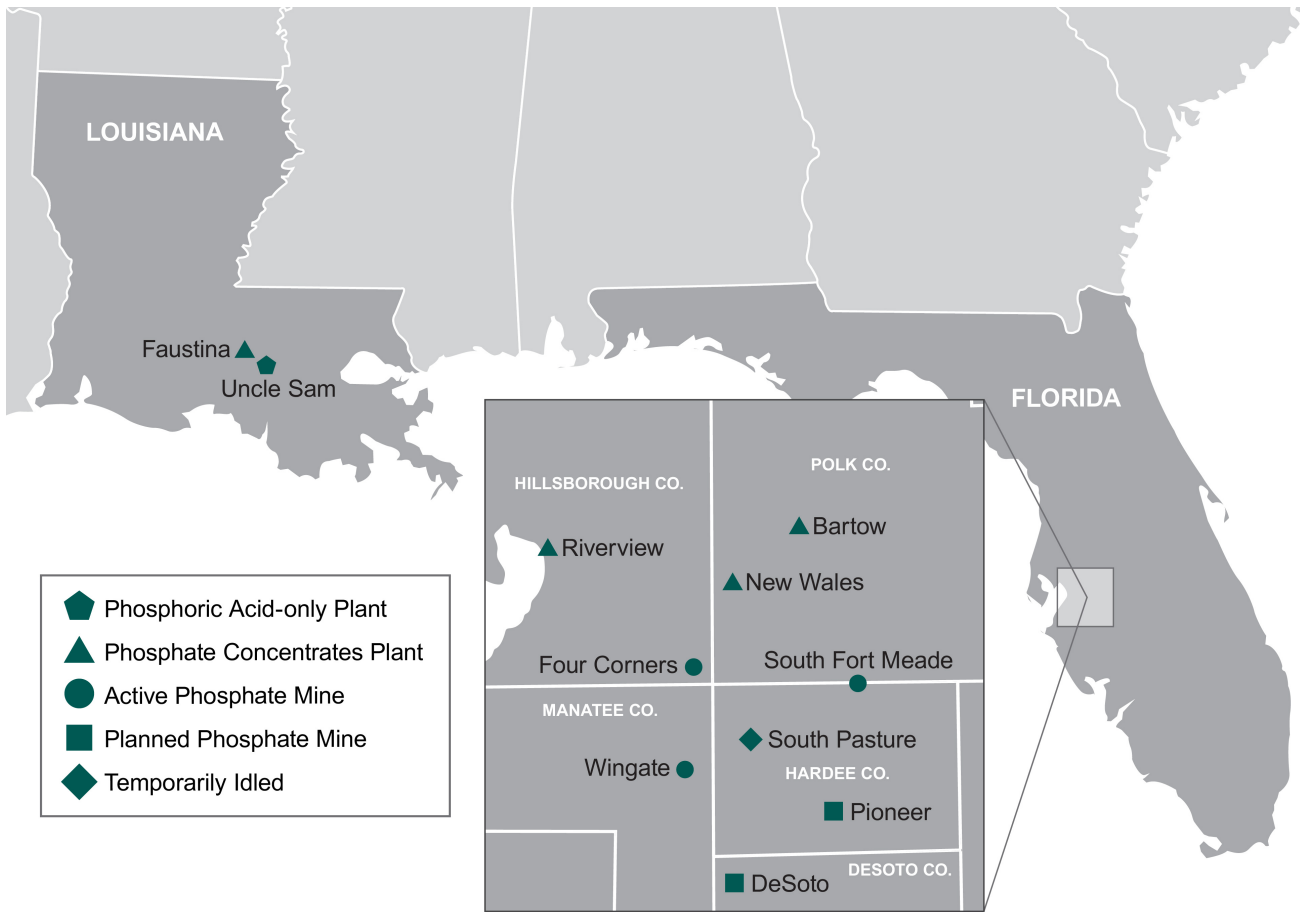 LOUISIANA
Faustina
Uncle Sam
FLORIDA
POLK CO.
HILLSBOROUGH CO.
Bartow
Riverview
New Wales
South Fort Meade
Four Corners
MANATEE CO.
South Pasture
Wingate
HARDEE CO.
Pioneer
DESOTO CO.
DeSoto
Phosphoric Acid-only Plant
Phosphate Concentrates Plant
Active Phosphate Mine
Planned Phosphate Mine
Temporarily Idled